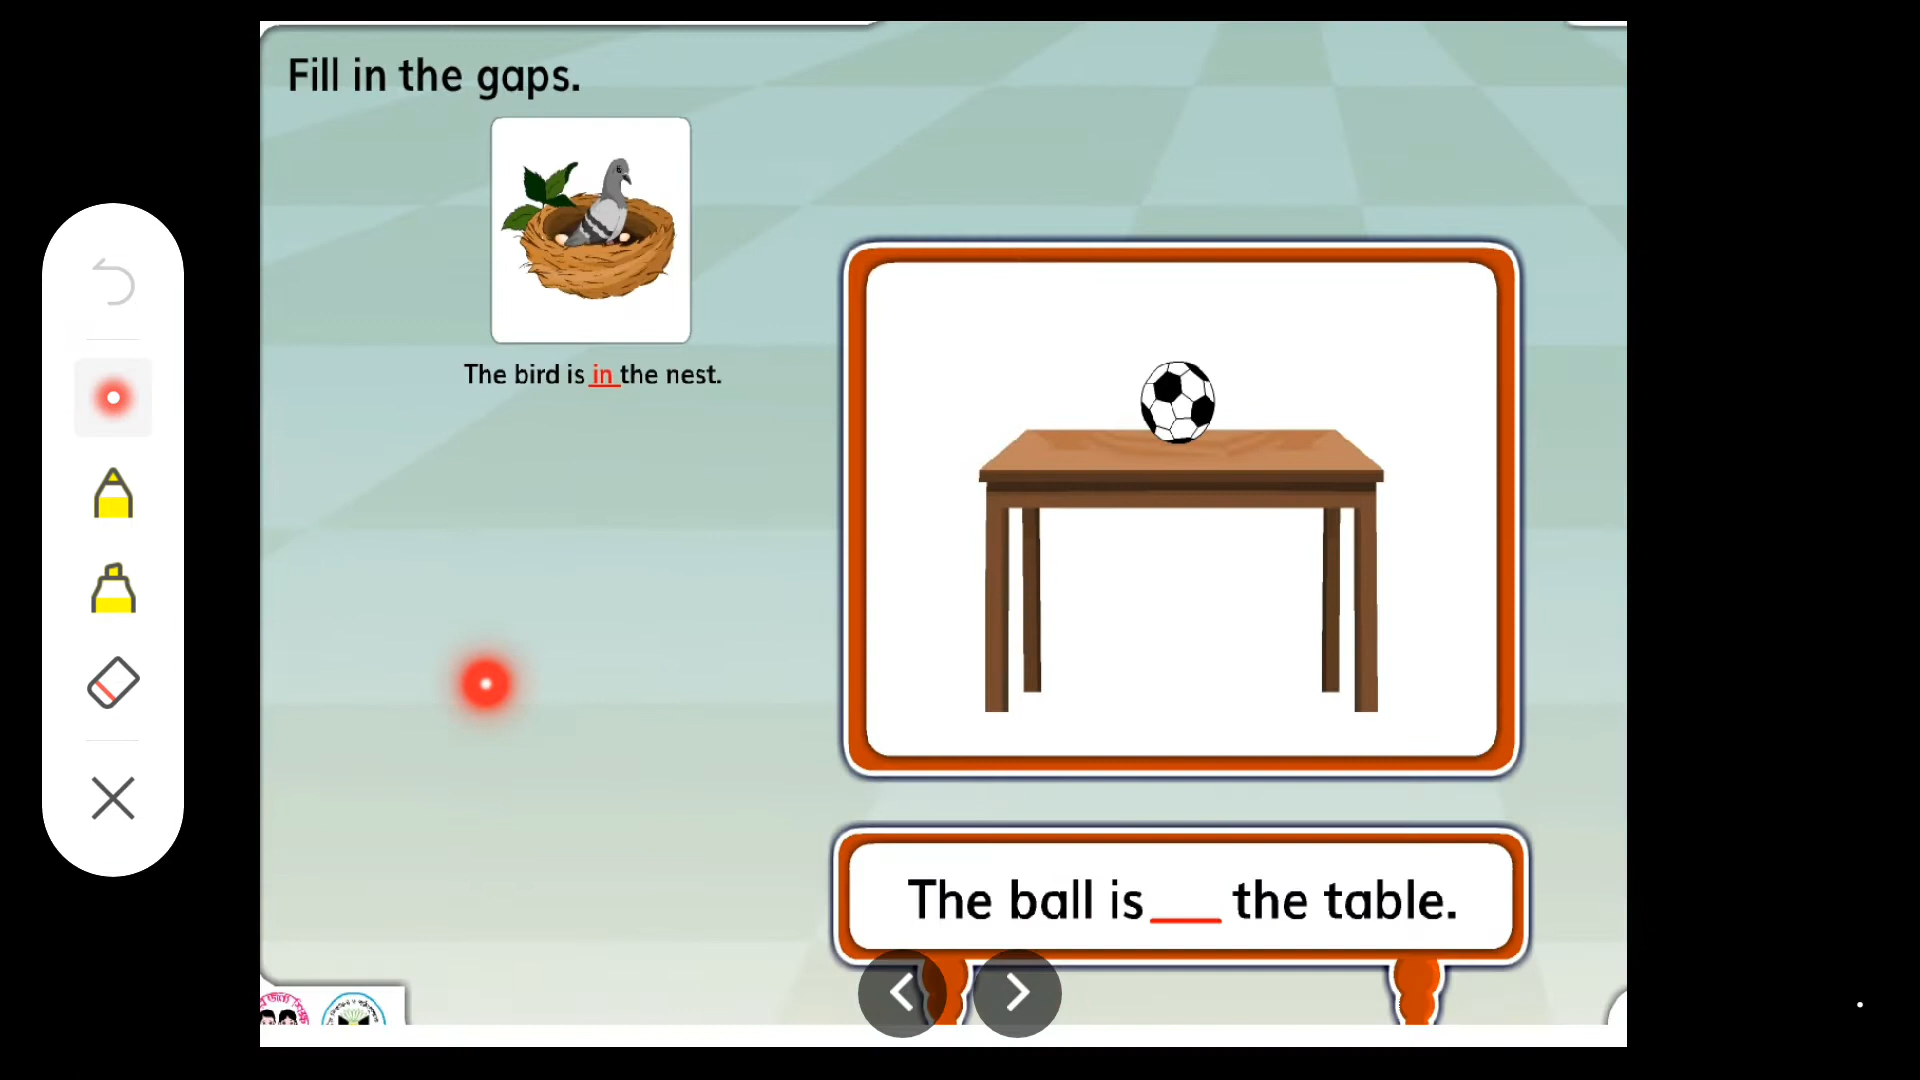 Fill in the gaps.
The bird is in the nest.
The ball is ___ the table.